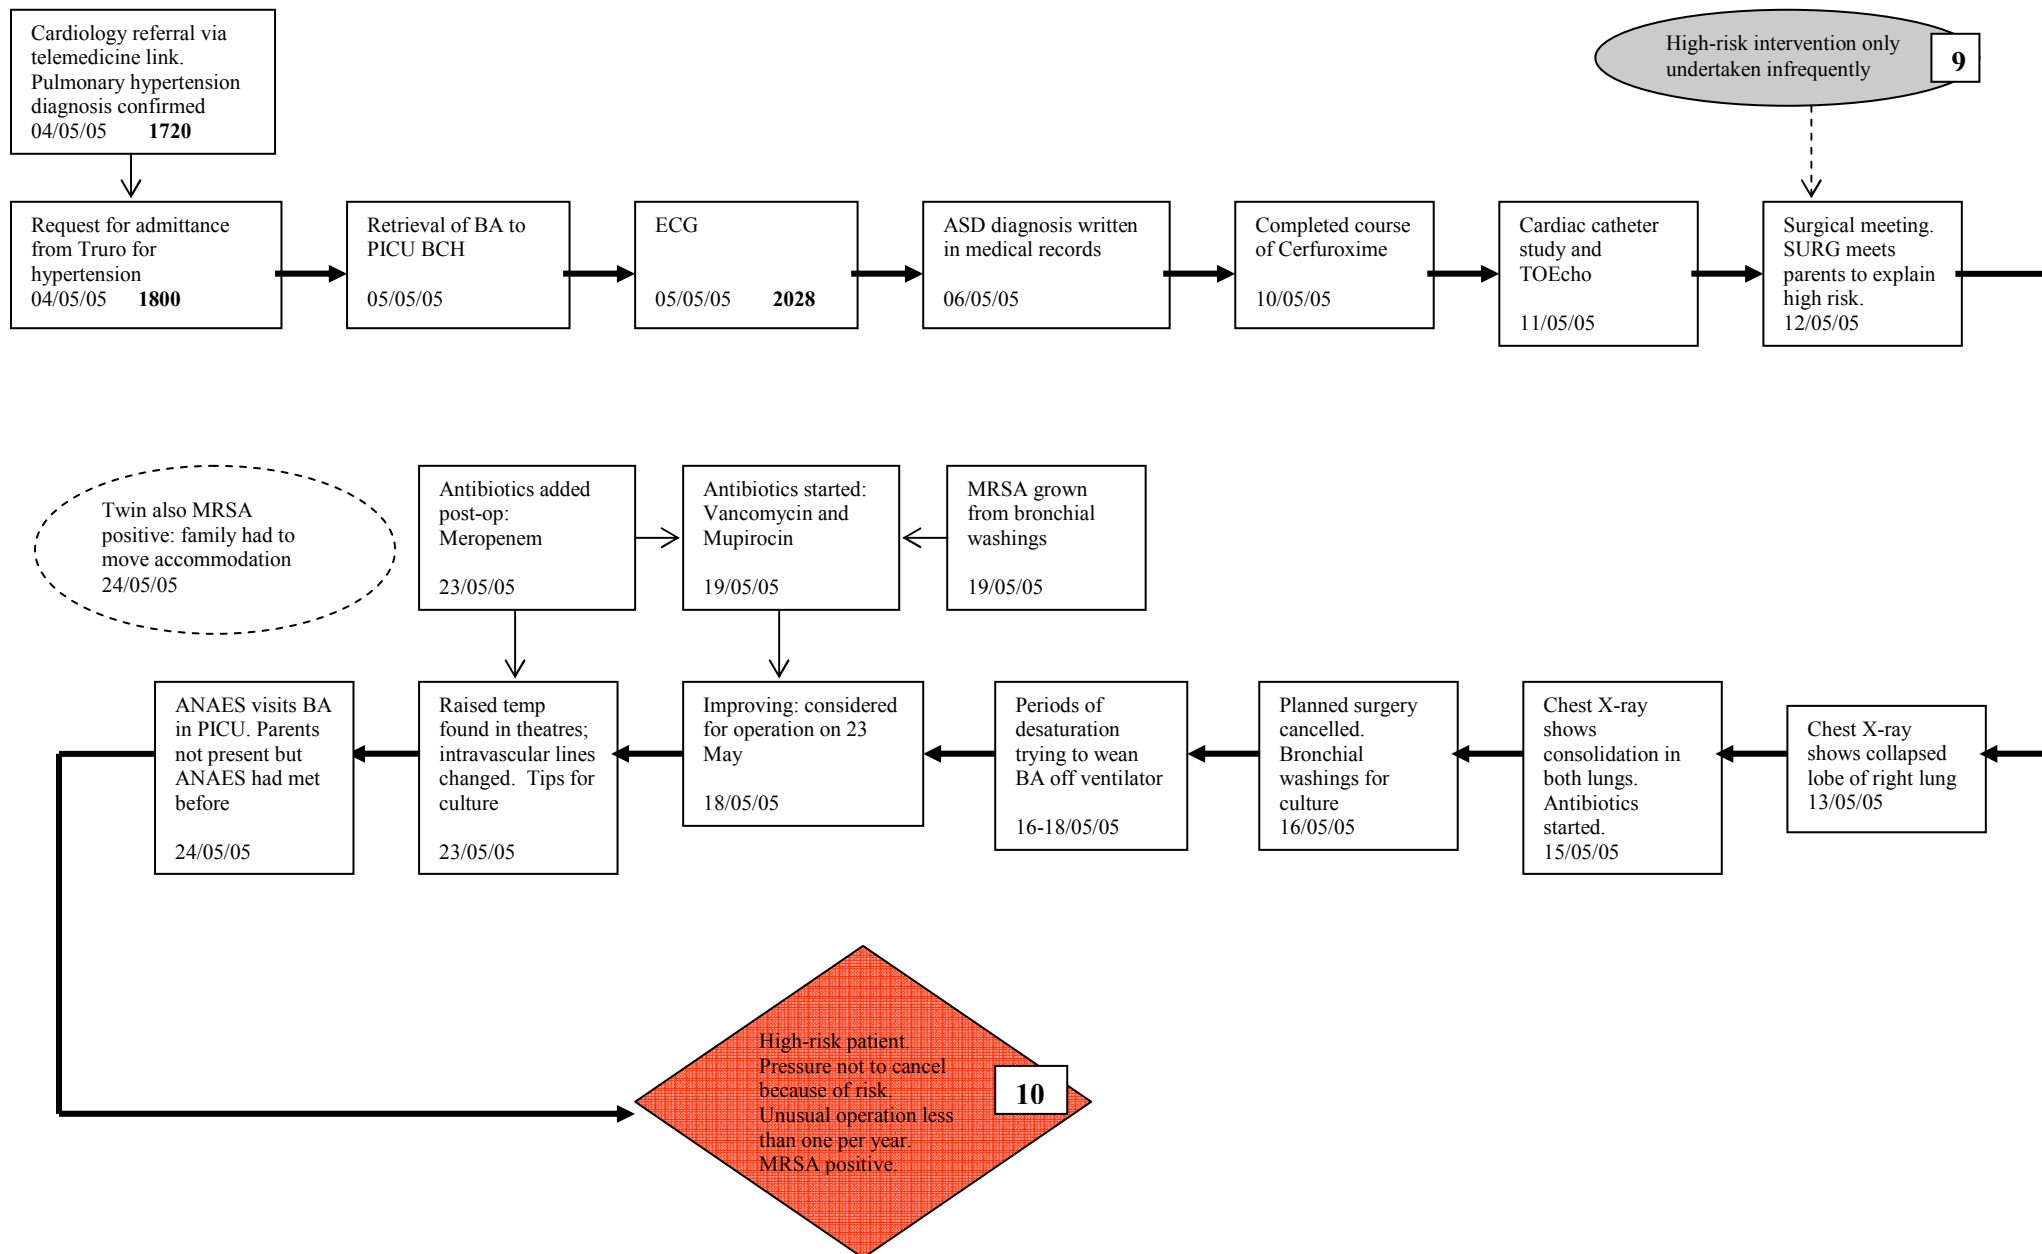 Cardiology referral via
telemedicine link.
Pulmonary hypertension
diagnosis confirmed
04/05/05 1720
High-risk intervention only
undertaken infrequently
9
Request for admittance
from Truro for
hypertension
04/05/05 1800
Retrieval of BA to
PICU BCH
05/05/05
ECG
05/05/05 2028
ASD diagnosis written
in medical records
06/05/05
Completed course
of Cerfuroxime
10/05/05
Cardiac catheter
study and
TOEcho
11/05/05
Surgical meeting.
SURG meets
parents to explain
high risk.
12/05/05
Twin also MRSA
positive: family had to
move accommodation
24/05/05
Antibiotics added
post-op:
Meropenem
23/05/05
Antibiotics started:
Vancomycin and
Mupirocin
19/05/05
MRSA grown
from bronchial
washings
19/05/05
ANAES visits BA
in PICU. Parents
not present but
ANAES had met
before
24/05/05
Raised temp
found in theatres;
intravascular lines
changed. Tips for
culture
23/05/05
Improving: considered
for operation on 23
May
18/05/05
Periods of
desaturation
trying to wean
BA off ventilator
16-18/05/05
Planned surgery
cancelled.
Bronchial
washings for
culture
16/05/05
Chest X-ray
shows
consolidation in
both lungs.
Antibiotics
started.
15/05/05
Chest X-ray
shows collapsed
lobe of right lung
13/05/05
High-risk patient.
Pressure not to cancel
because of risk.
Unusual operation less
than one per year.
MRSA positive.
10